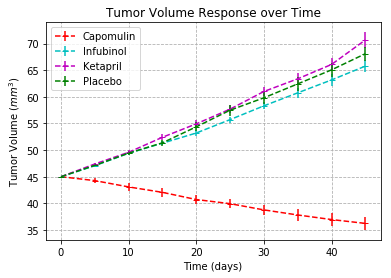 Tumor Volume Response over Time
Capomulin
Infubinol
Ketapril
Placebo
Tumor Volume (mm³)
70
65
60
55
50
45
40
35
0
10
20
30
40
Time (days)